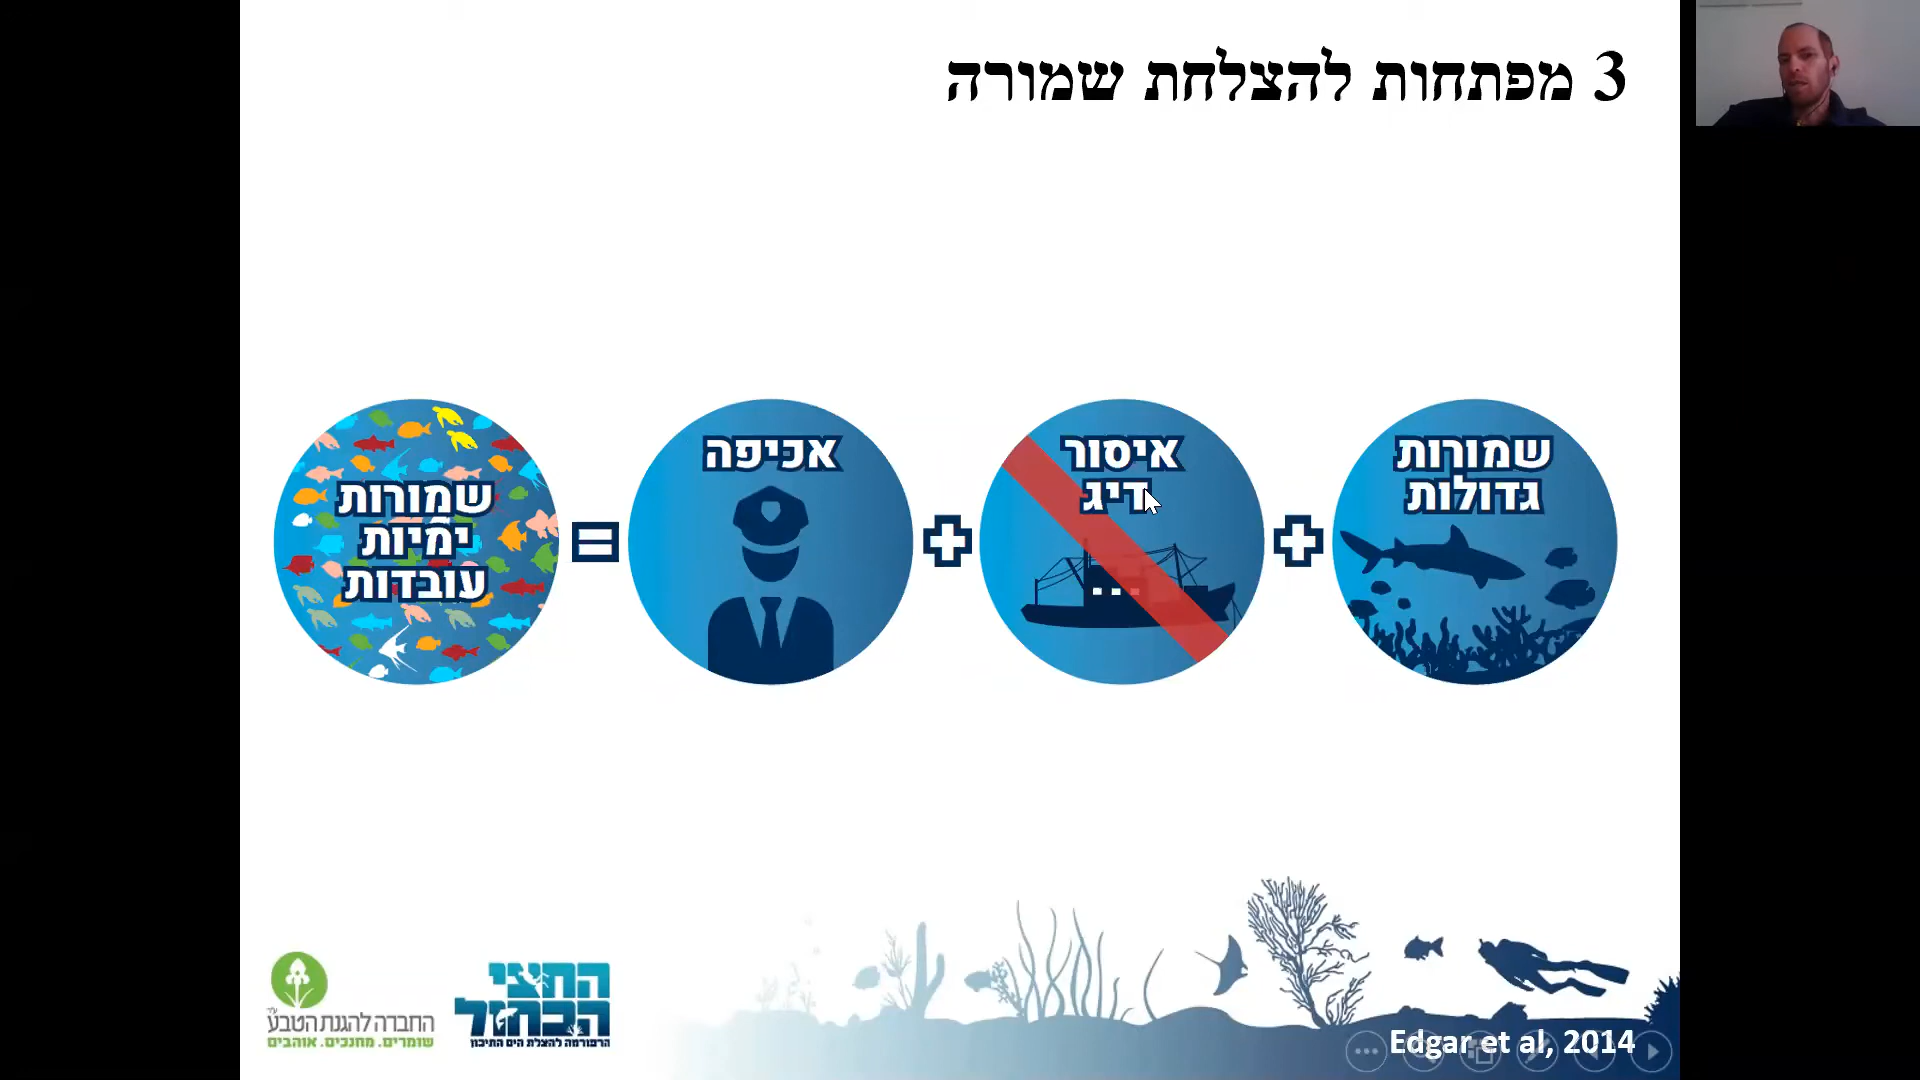 3 מפתחות להצלחת שמורה
שמורות
גדולות
איסור
דיג
אכיפה
שמורות
ימיות
עובדות
החצי
הכחול
הרפורמה להצלת הים התיכון
החברה להגנת הטבע
שומרים. מחנכים. אוהבים
Edgar et al, 2014